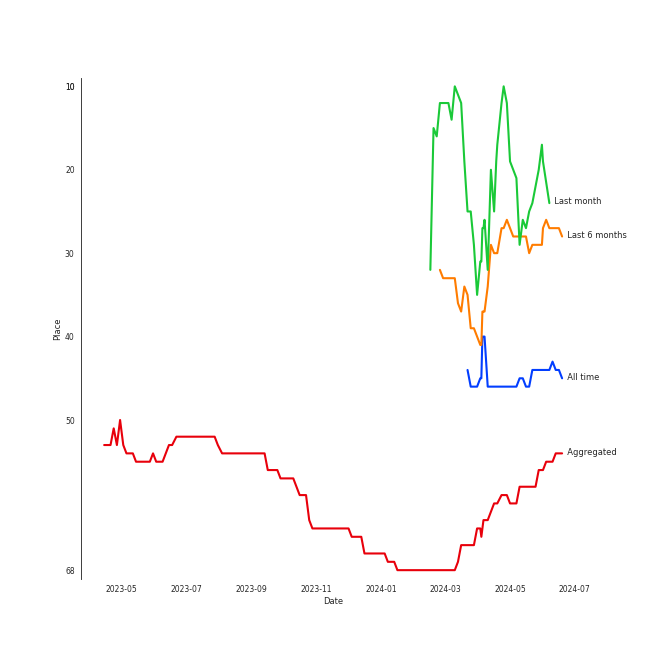 10
20
30
40
50
68
Place
Last month
Last 6 months
All time
Aggregated
2023-05
2023-07
2023-09
2023-11
2024-01
2024-03
2024-05
2024-07
Date